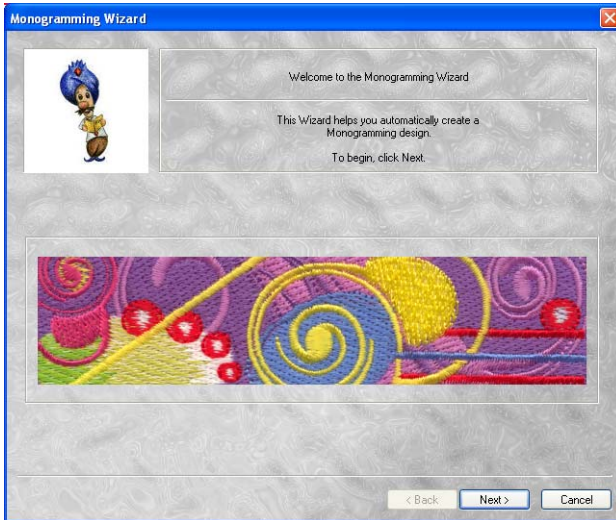 Monogramming Wizard
Welcome to the Monogramming Wizard
This Wizard helps you automatically create a
Monogramming design.
To begin, click Next.
< Back
Next >
Cancel